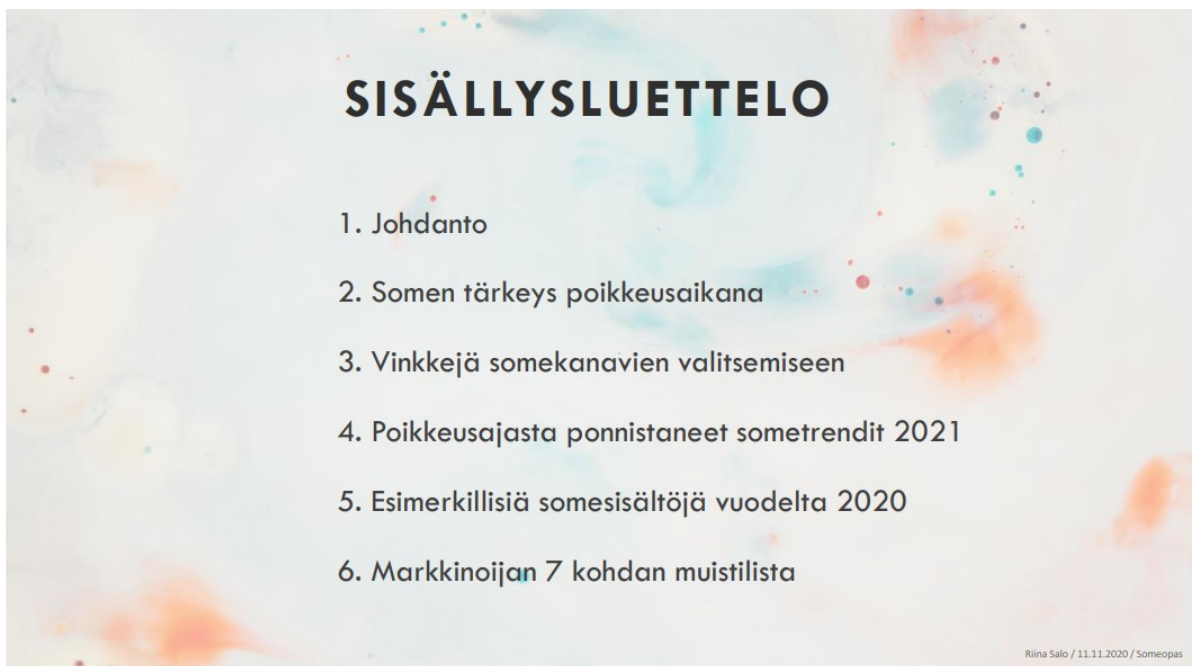 SISÄLLYSLUETTELO
1. Johdanto
2. Somen tärkeys poikkeusaikana
3. Vinkkejä somekanavien valitsemiseen
4. Poikkeusajasta ponnistaneet sometrendit 2021
5. Esimerkillisiä somesisältöjä vuodelta 2020
6. Markkinoijan 7 kohdan muistilista
Riina Salo / 11.11.2020 / Someopas